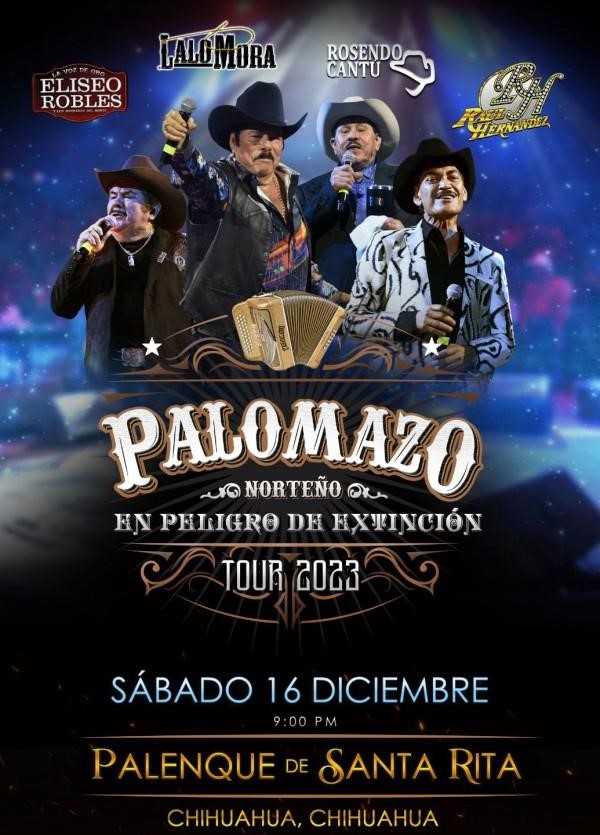 LALO MORA
ROSENDO
CANTÚ
LA VOZ DE ORO
ELISEO
ROBLES
RH
RAUL
HERNANDEZ
PALOMAZO
NORTEÑO
EN PELIGRO DE EXTINCIÓN
TOUR 2023
SÁBADO 16 DICIEMBRE
9:00 PM
PALENQUE DE SANTA RITA
CHIHUAHUA, CHIHUAHUA